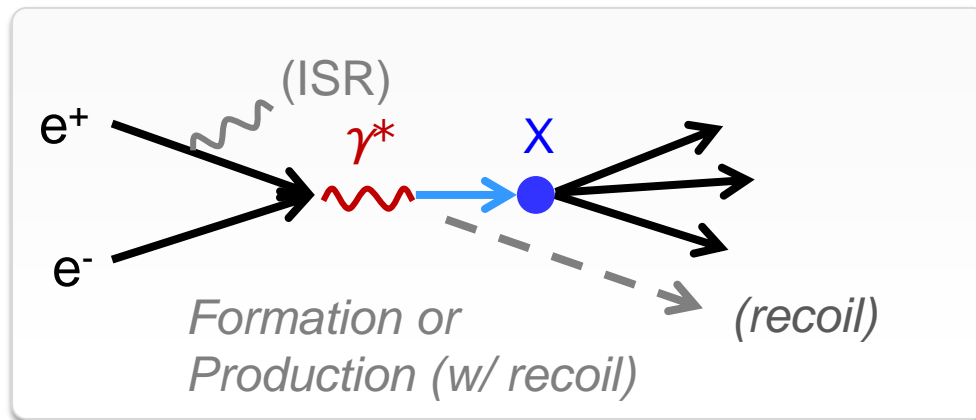 (ISR)
e+
γ*
X
e-
(recoil)
Formation or
Production (w/ recoil)